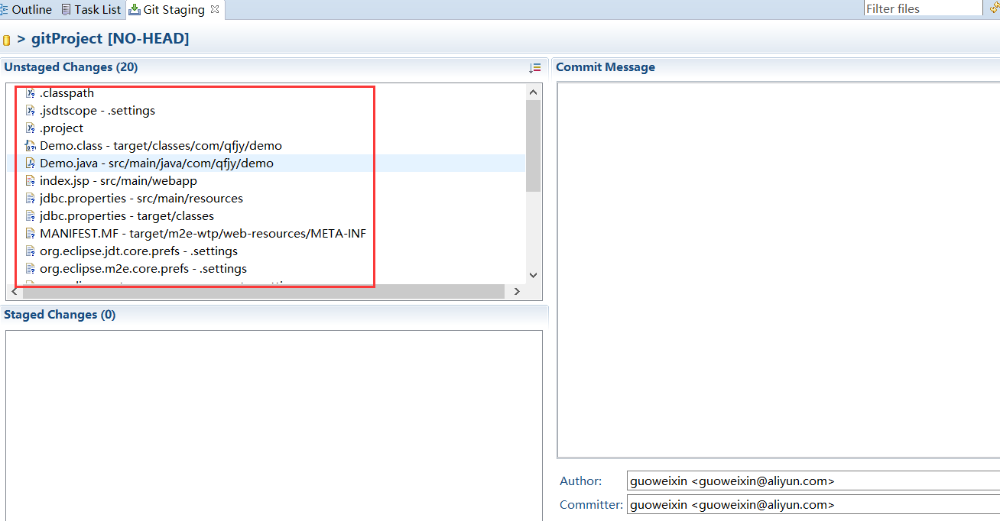 Outline Task List Git Staging Filter files
> gitProject [NO-HEAD]
Unstaged Changes (20)
.classpath
.jsdtscope - .settings
.project
Demo.class - target/classes/com/qfjy/demo
Demo.java - src/main/java/com/qfjy/demo
index.jsp - src/main/webapp
jdbc.properties - src/main/resources
jdbc.properties - target/classes
MANIFEST.MF - target/m2e-wtp/web-resources/META-INF
org.eclipse.jdt.core.prefs - .settings
org.eclipse.m2e.core.prefs - .settings
Staged Changes (0)
Commit Message
Author: guoweixin <guoweixin@aliyun.com>
Committer: guoweixin <guoweixin@aliyun.com>